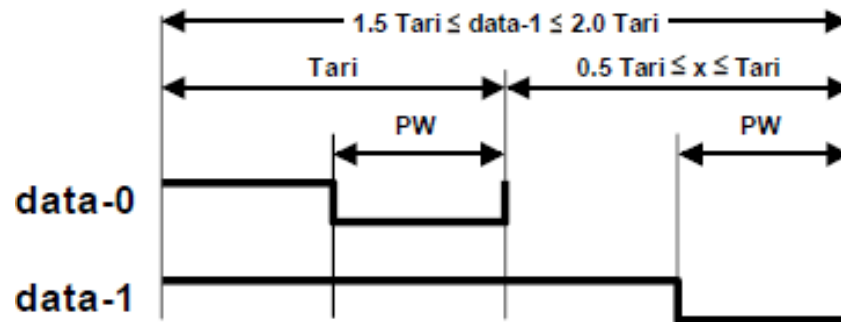 1.5 Tari ≤ data-1 ≤ 2.0 Tari
Tari 0.5 Tari ≤ x ≤ Tari
PW PW
data-0
data-1